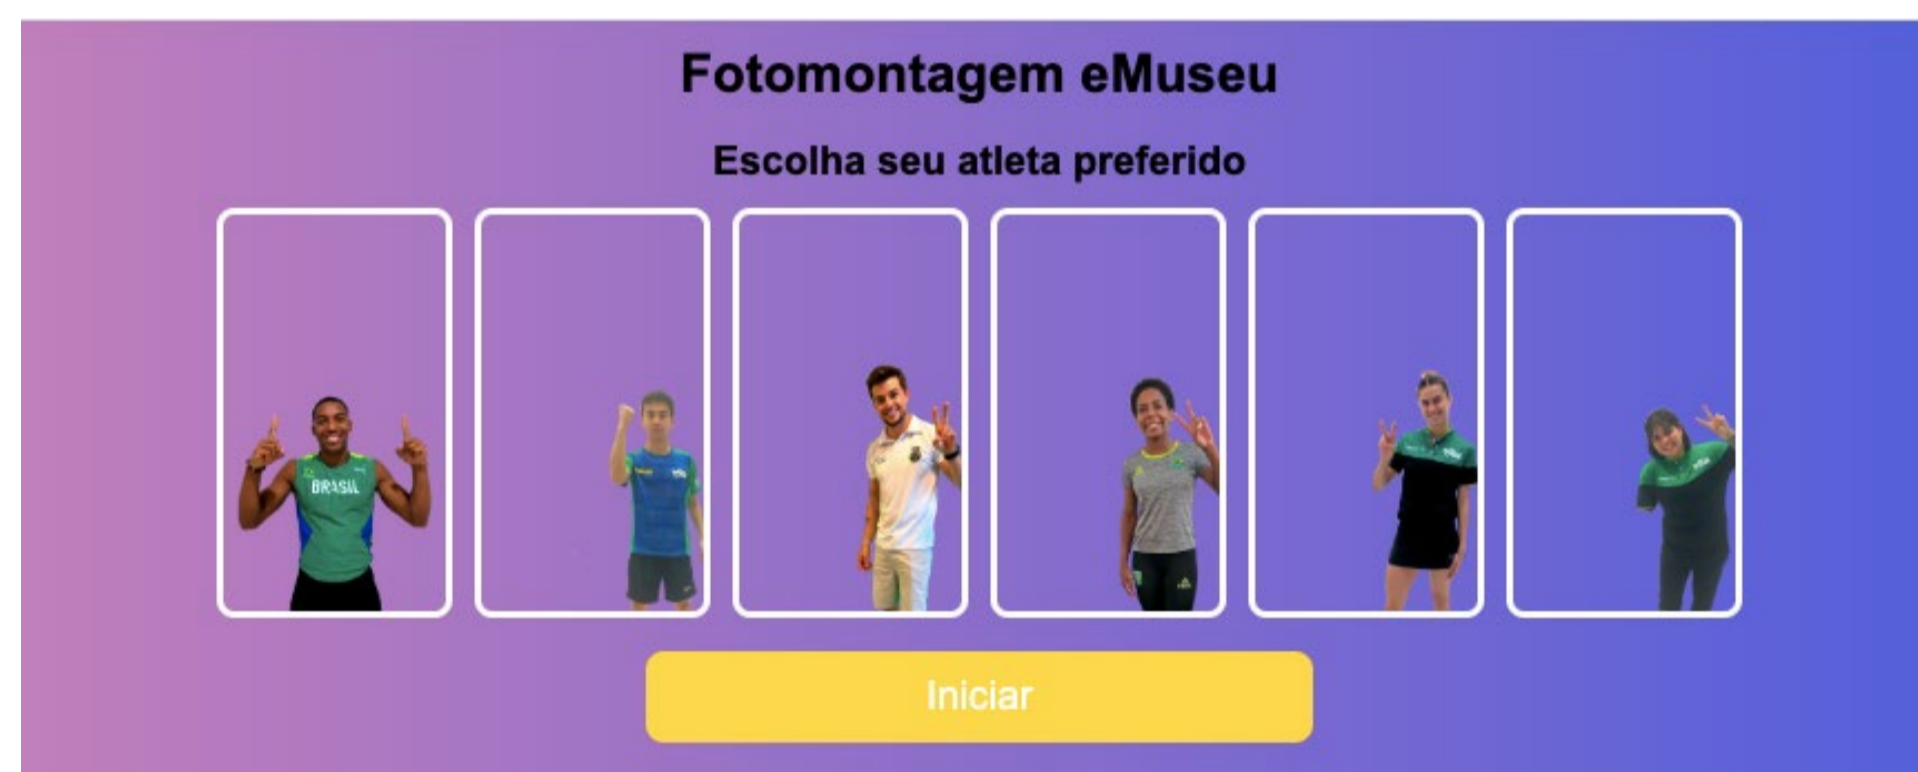 Fotomontagem eMuseu
Escolha seu atleta preferido
BRASIL
Iniciar